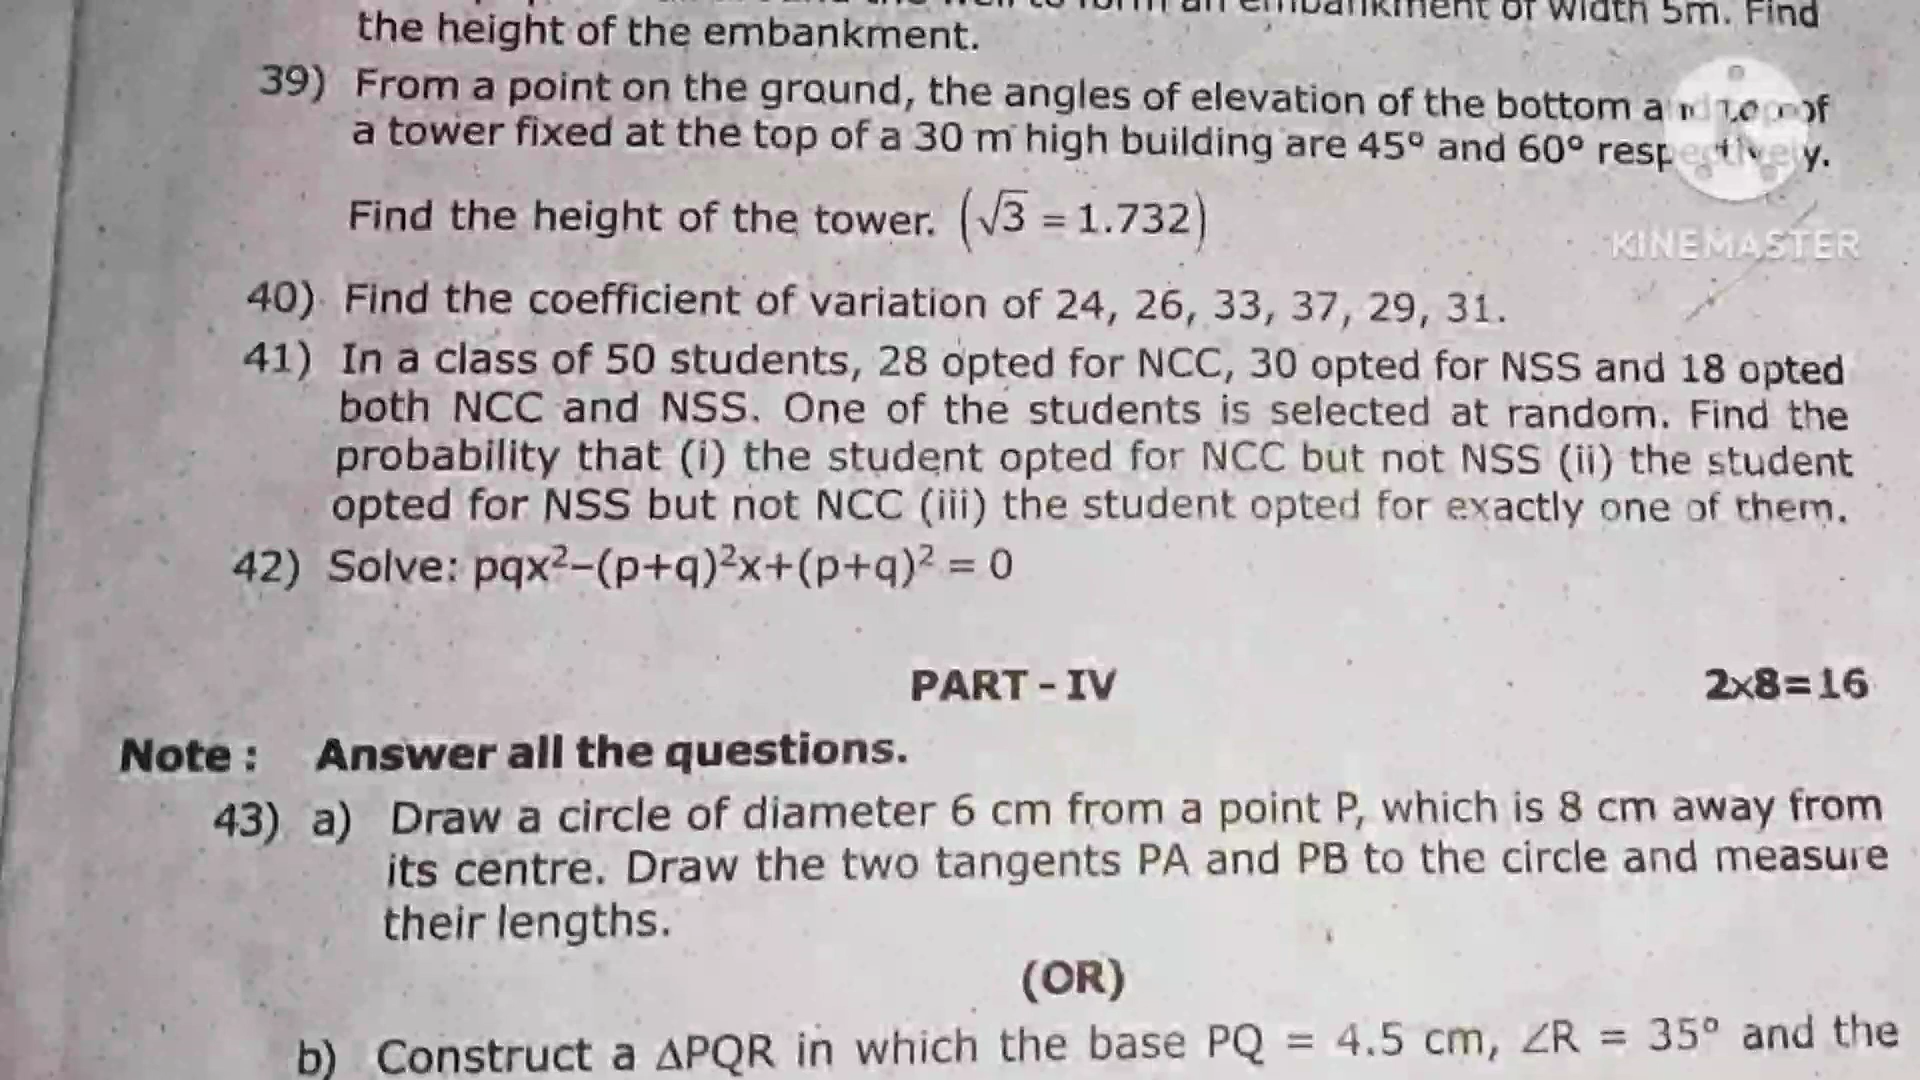 an embankment of width 5m. Find
the height of the embankment.
39) From a point on the ground, the angles of elevation of the bottom and top of
a tower fixed at the top of a 30 m high building are 45° and 60° respectively.
Find the height of the tower. (√3 = 1.732)
KINEMASTER
40) Find the coefficient of variation of 24, 26, 33, 37, 29, 31.
41) In a class of 50 students, 28 opted for NCC, 30 opted for NSS and 18 opted
both NCC and NSS. One of the students is selected at random. Find the
probability that (i) the student opted for NCC but not NSS (ii) the student
opted for NSS but not NCC (iii) the student opted for exactly one of them.
42) Solve: pqx²–(p+q)²x+(p+q)² = 0
PART - IV 2x8=16
Note : Answer all the questions.
43) a) Draw a circle of diameter 6 cm from a point P, which is 8 cm away from
its centre. Draw the two tangents PA and PB to the circle and measure
their lengths.
(OR)
b) Construct a ΔPQR in which the base PQ = 4.5 cm, ∠R = 35° and the